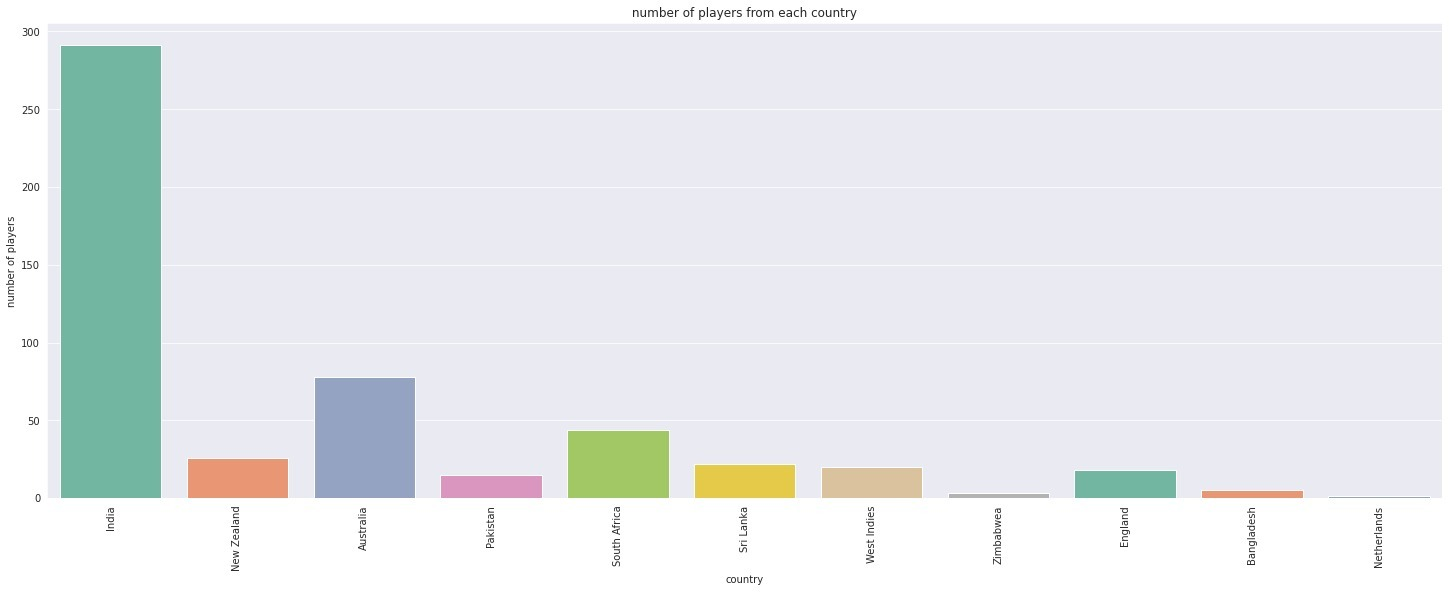 number of players from each country
number of players
300
250
200
150
100
50
0
India
New Zealand
Australia
Pakistan
South Africa
Sri Lanka
West Indies
Zimbabwea
England
Bangladesh
Netherlands
country